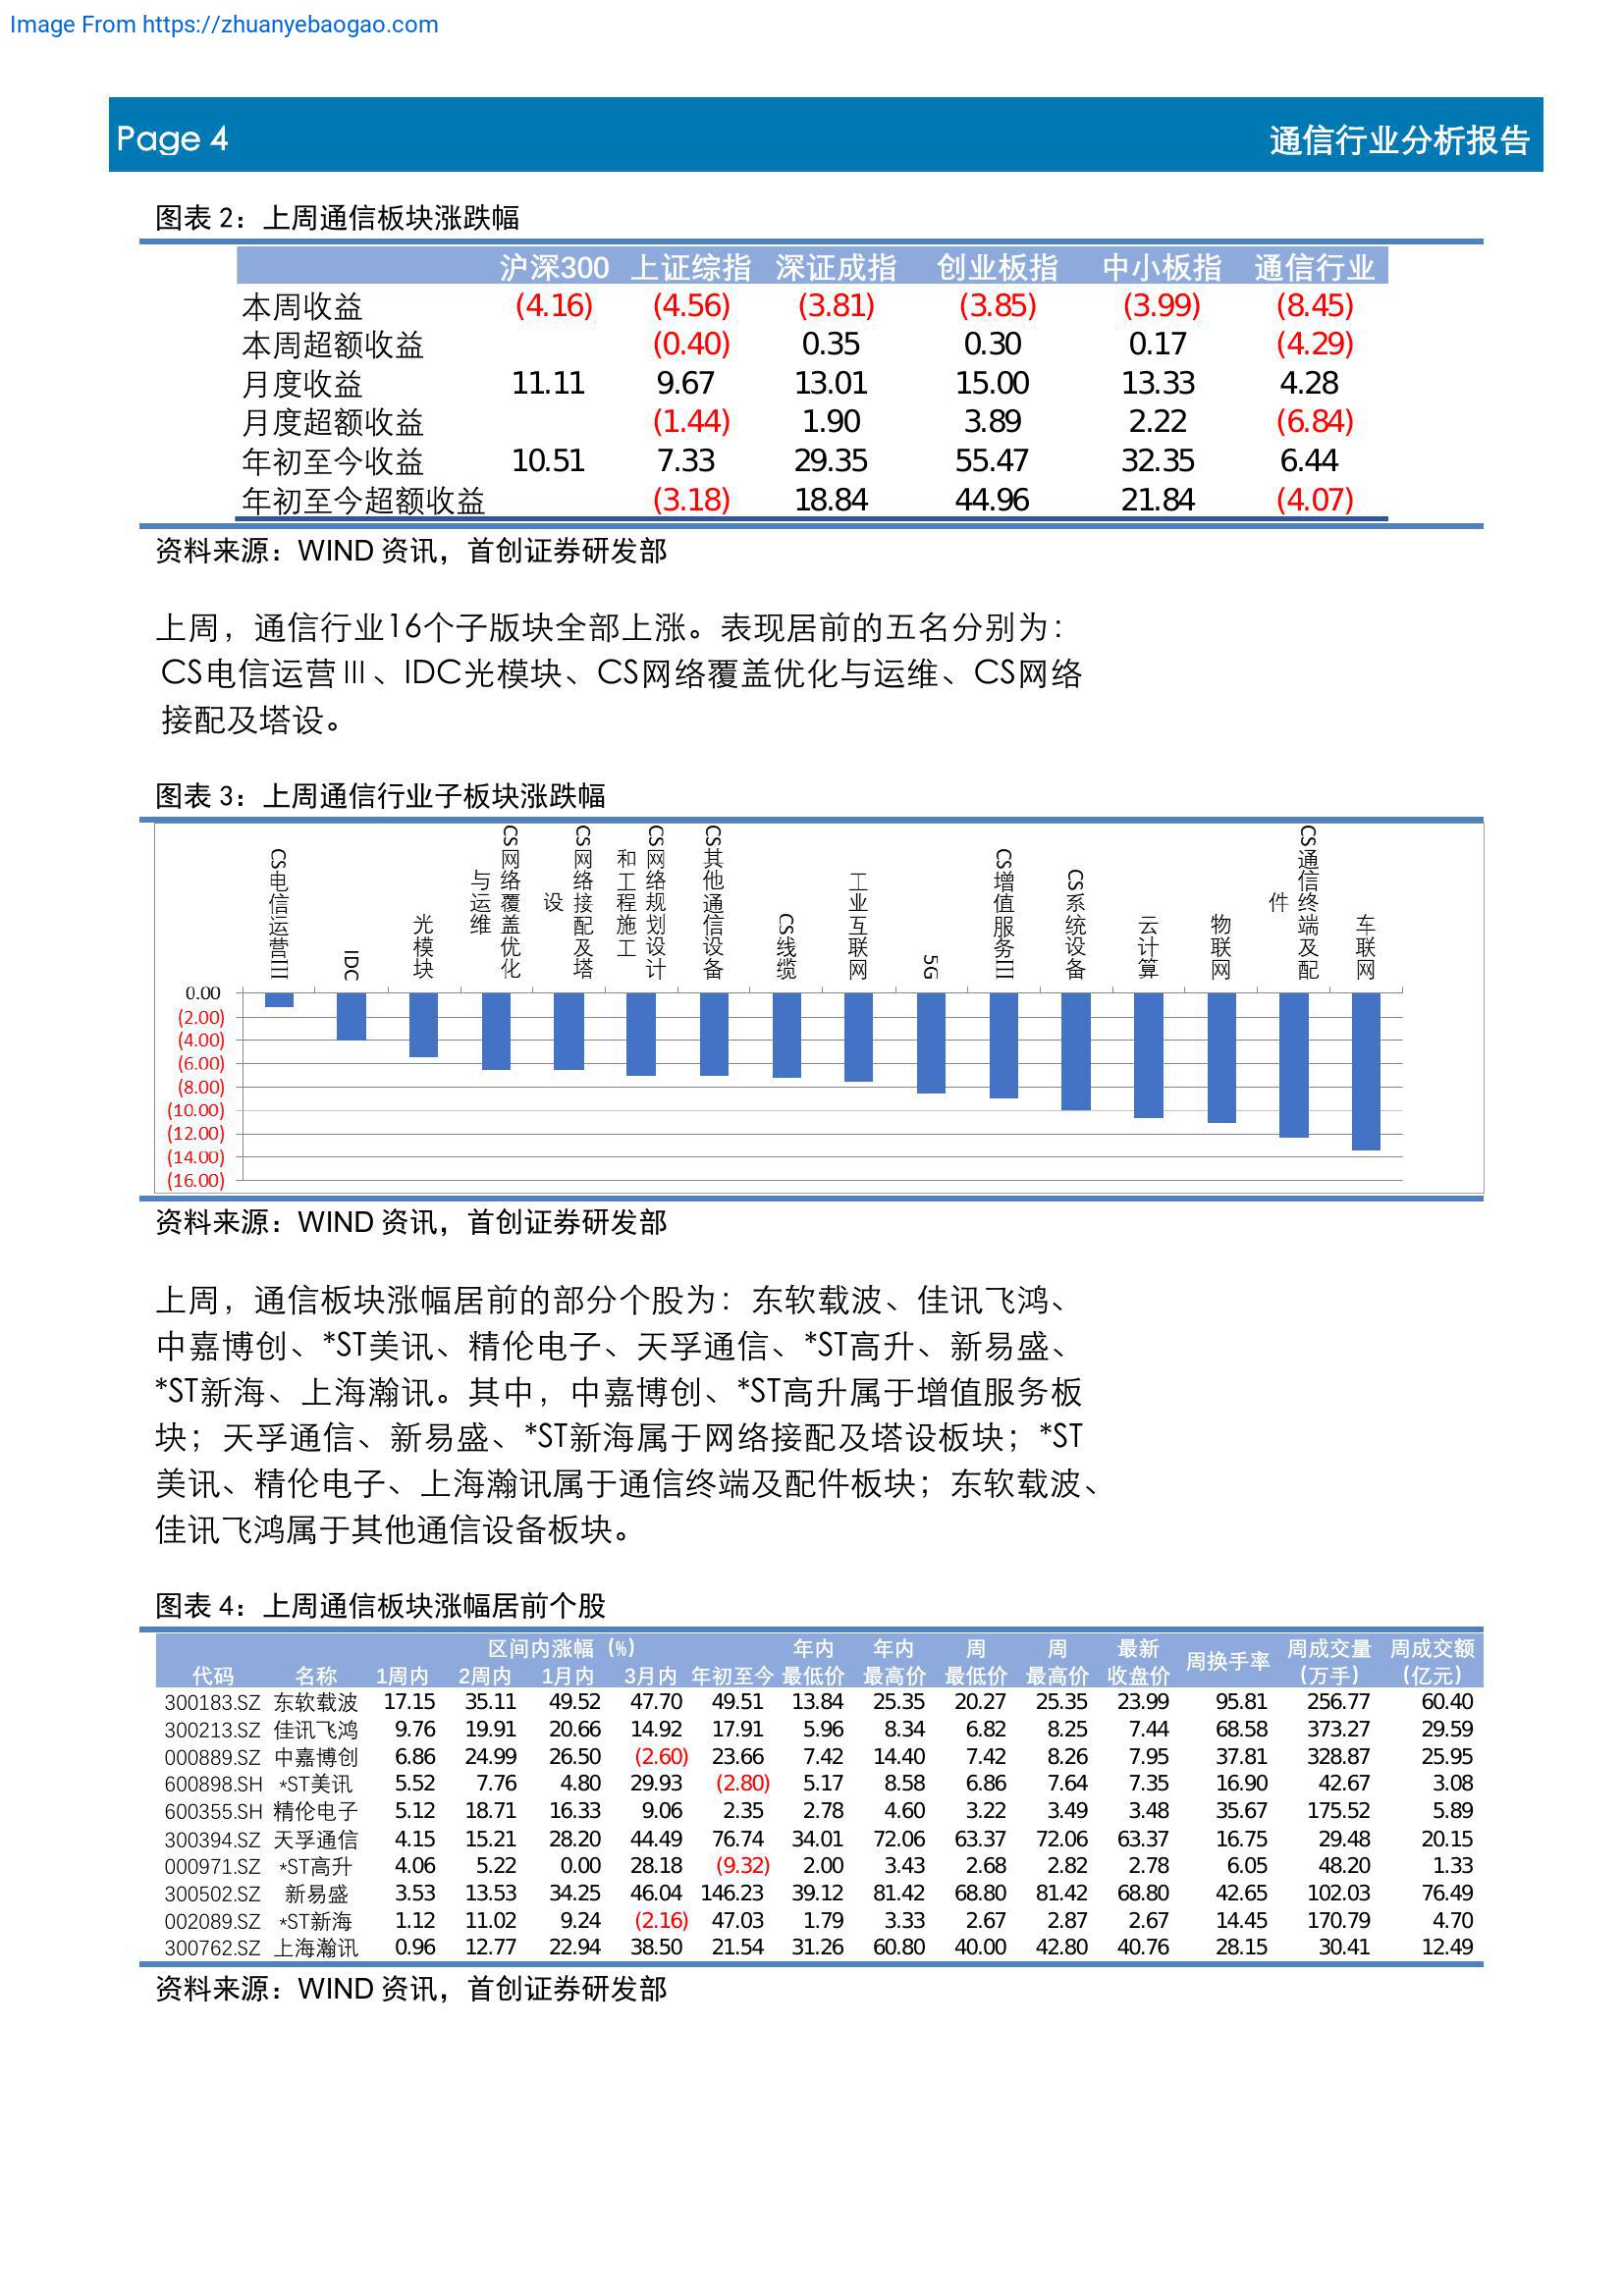 Image From https://zhuanyebaogao.com
Page 4 通信行业分析报告
图表 2：上周通信板块涨跌幅
沪深300 上证综指 深证成指 创业板指 中小板指 通信行业
本周收益 (4.16) (4.56) (3.81) (3.85) (3.99) (8.45)
本周超额收益 (0.40) 0.35 0.30 0.17 (4.29)
月度收益 11.11 9.67 13.01 15.00 13.33 4.28
月度超额收益 (1.44) 1.90 3.89 2.22 (6.84)
年初至今收益 10.51 7.33 29.35 55.47 32.35 6.44
年初至今超额收益 (3.18) 18.84 44.96 21.84 (4.07)
资料来源：WIND 资讯，首创证券研发部
上周，通信行业16个子版块全部上涨。表现居前的五名分别为：
CS电信运营Ⅲ、IDC光模块、CS网络覆盖优化与运维、CS网络
接配及塔设。
图表 3：上周通信行业子板块涨跌幅
CS电信运营III
IDC
光模块
CS网络覆盖优化
与运维
CS网络接配及塔
设
CS网络规划设计
和工程施工
CS其他通信设备
CS线缆
工业互联网
5G
CS增值服务III
CS系统设备
云计算
物联网
CS通信终端及配
件
车联网
0.00
(2.00)
(4.00)
(6.00)
(8.00)
(10.00)
(12.00)
(14.00)
(16.00)
资料来源：WIND 资讯，首创证券研发部
上周，通信板块涨幅居前的部分个股为：东软载波、佳讯飞鸿、
中嘉博创、*ST美讯、精伦电子、天孚通信、*ST高升、新易盛、
*ST新海、上海瀚讯。其中，中嘉博创、*ST高升属于增值服务板
块；天孚通信、新易盛、*ST新海属于网络接配及塔设板块；*ST
美讯、精伦电子、上海瀚讯属于通信终端及配件板块；东软载波、
佳讯飞鸿属于其他通信设备板块。
图表 4：上周通信板块涨幅居前个股
区间内涨幅（%） 年内 年内 周 周 最新 周换手率 周成交量 周成交额
代码 名称 1周内 2周内 1月内 3月内 年初至今 最低价 最高价 最低价 最高价 收盘价 （万手） （亿元）
300183.SZ 东软载波 17.15 35.11 49.52 47.70 49.51 13.84 25.35 20.27 25.35 23.99 95.81 256.77 60.40
300213.SZ 佳讯飞鸿 9.76 19.91 20.66 14.92 17.91 5.96 8.34 6.82 8.25 7.44 68.58 373.27 29.59
000889.SZ 中嘉博创 6.86 24.99 26.50 (2.60) 23.66 7.42 14.40 7.42 8.26 7.95 37.81 328.87 25.95
600898.SH *ST美讯 5.52 7.76 4.80 29.93 (2.80) 5.17 8.58 6.86 7.64 7.35 16.90 42.67 3.08
600355.SH 精伦电子 5.12 18.71 16.33 9.06 2.35 2.78 4.60 3.22 3.49 3.48 35.67 175.52 5.89
300394.SZ 天孚通信 4.15 15.21 28.20 44.49 76.74 34.01 72.06 63.37 72.06 63.37 16.75 29.48 20.15
000971.SZ *ST高升 4.06 5.22 0.00 28.18 (9.32) 2.00 3.43 2.68 2.82 2.78 6.05 48.20 1.33
300502.SZ 新易盛 3.53 13.53 34.25 46.04 146.23 39.12 81.42 68.80 81.42 68.80 42.65 102.03 76.49
002089.SZ *ST新海 1.12 11.02 9.24 (2.16) 47.03 1.79 3.33 2.67 2.87 2.67 14.45 170.79 4.70
300762.SZ 上海瀚讯 0.96 12.77 22.94 38.50 21.54 31.26 60.80 40.00 42.80 40.76 28.15 30.41 12.49
资料来源：WIND 资讯，首创证券研发部